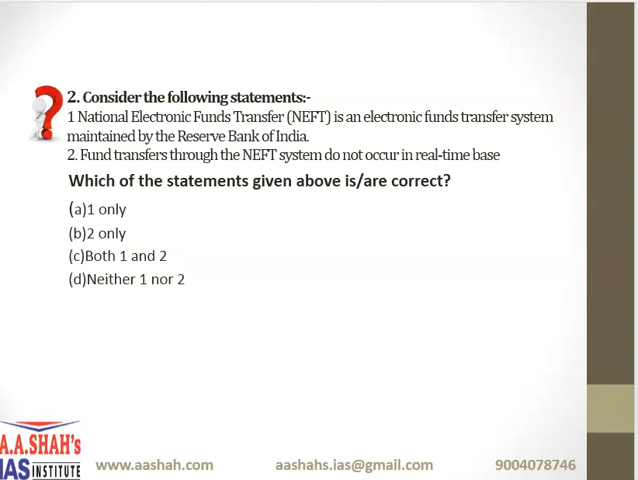 2. Consider the following statements:-
1 National Electronic Funds Transfer (NEFT) is an electronic funds transfer system
maintained by the Reserve Bank of India.
2. Fund transfers through the NEFT system do not occur in real-time base
Which of the statements given above is/are correct?
(a)1 only
(b)2 only
(c)Both 1 and 2
(d)Neither 1 nor 2
A.A.SHAH's
IAS INSTITUTE
www.aashah.com aashahs.ias@gmail.com 9004078746